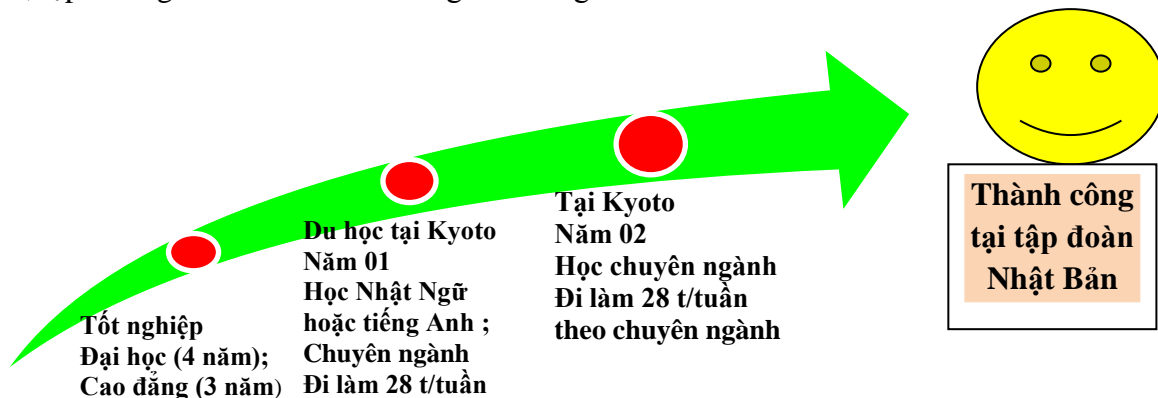 Tốt nghiệp
Đại học (4 năm);
Cao đẳng (3 năm)
Du học tại Kyoto
Năm 01
Học Nhật Ngữ
hoặc tiếng Anh ;
Chuyên ngành
Đi làm 28 t/tuần
Tại Kyoto
Năm 02
Học chuyên ngành
Đi làm 28 t/tuần
theo chuyên ngành
Thành công
tại tập đoàn
Nhật Bản